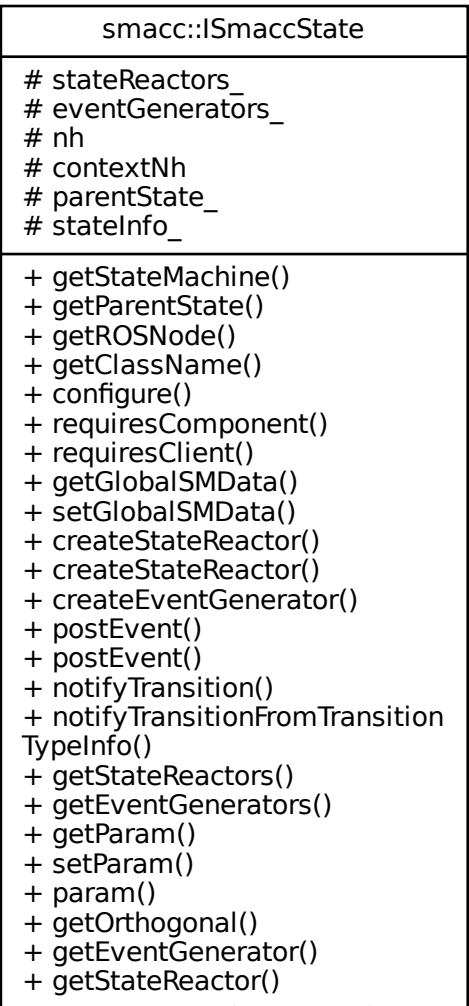 smacc::ISmaccState
# stateReactors_
# eventGenerators_
# nh
# contextNh
# parentState_
# stateInfo_
+ getStateMachine()
+ getParentState()
+ getROSNode()
+ getClassName()
+ configure()
+ requiresComponent()
+ requiresClient()
+ getGlobalSMData()
+ setGlobalSMData()
+ createStateReactor()
+ createStateReactor()
+ createEventGenerator()
+ postEvent()
+ postEvent()
+ notifyTransition()
+ notifyTransitionFromTransition
TypeInfo()
+ getStateReactors()
+ getEventGenerators()
+ getParam()
+ setParam()
+ param()
+ getOrthogonal()
+ getEventGenerator()
+ getStateReactor()